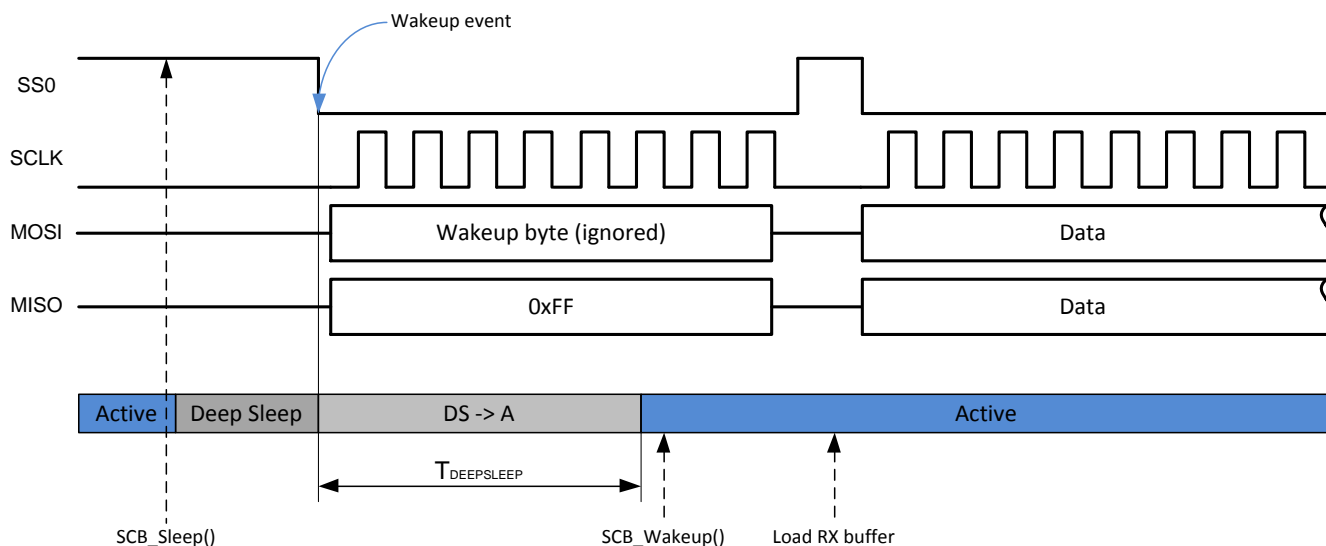 Wakeup event
SS0
SCLK
MOSI
Wakeup byte (ignored)
Data
MISO
0xFF
Data
Active
Deep Sleep
DS -> A
Active
TDEEPSLEEP
SCB_Sleep()
SCB_Wakeup()
Load RX buffer